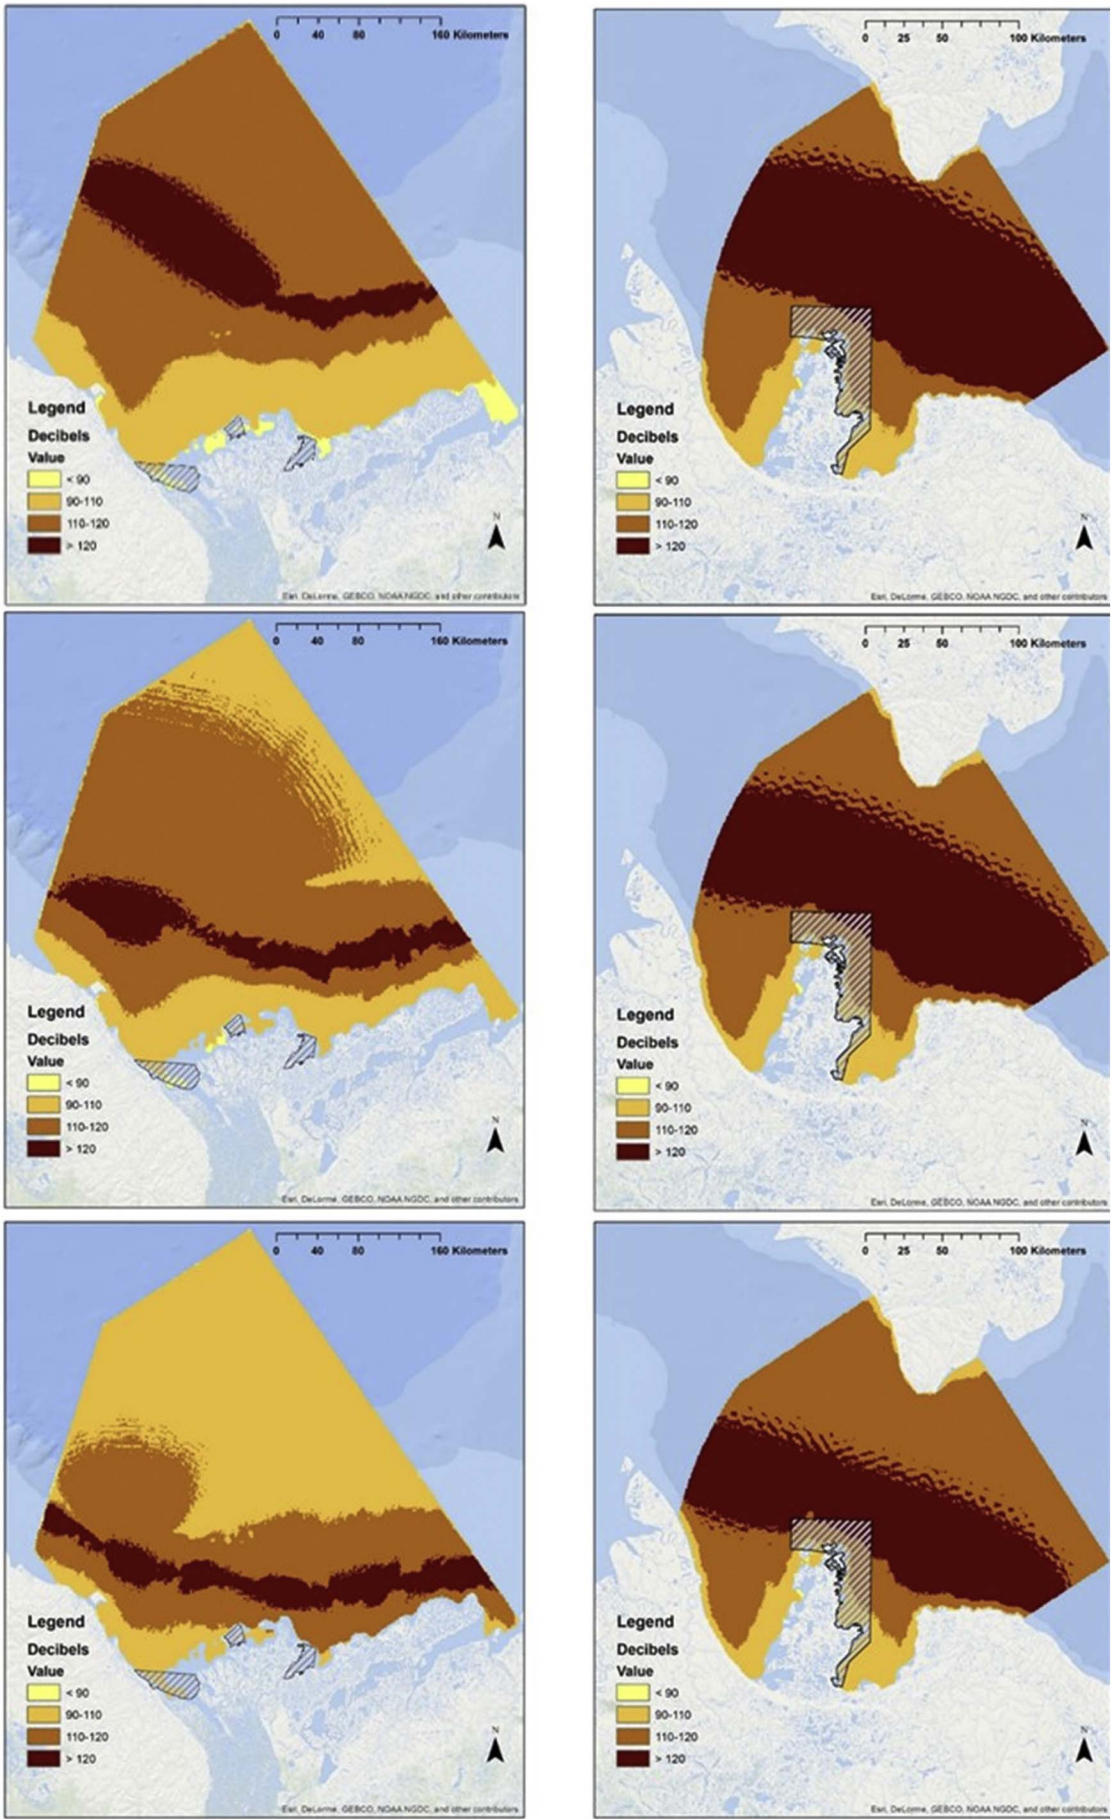 0 40 80 160 Kilometers
Legend
Decibels
Value
< 90
90-110
110-120
> 120
N
Esri, DeLorme, GEBCO, NOAA NGDC, and other contributors
0 25 50 100 Kilometers
Legend
Decibels
Value
< 90
90-110
110-120
> 120
N
Esri, DeLorme, GEBCO, NOAA NGDC, and other contributors
0 40 80 160 Kilometers
Legend
Decibels
Value
< 90
90-110
110-120
> 120
N
Esri, DeLorme, GEBCO, NOAA NGDC, and other contributors
0 25 50 100 Kilometers
Legend
Decibels
Value
< 90
90-110
110-120
> 120
N
Esri, DeLorme, GEBCO, NOAA NGDC, and other contributors
0 40 80 160 Kilometers
Legend
Decibels
Value
< 90
90-110
110-120
> 120
N
Esri, DeLorme, GEBCO, NOAA NGDC, and other contributors
0 25 50 100 Kilometers
Legend
Decibels
Value
< 90
90-110
110-120
> 120
N
Esri, DeLorme, GEBCO, NOAA NGDC, and other contributors